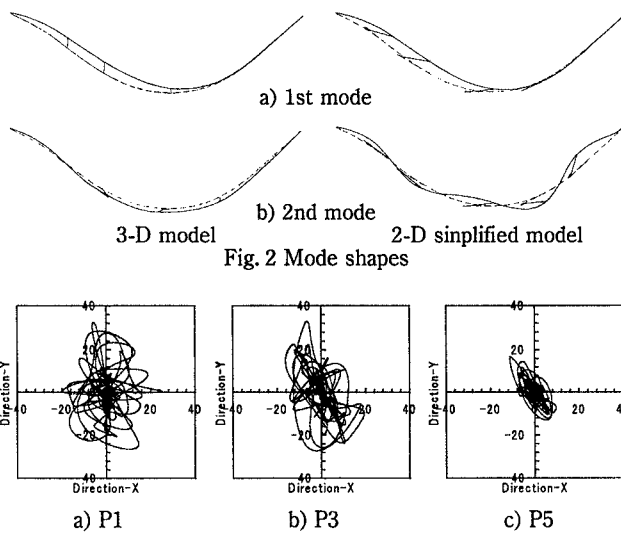 a) 1st mode
b) 2nd mode
3-D model 2-D sinplified model
Fig. 2 Mode shapes
40 40 40
20 20 20
Direction-Y Direction-Y Direction-Y
-20 20 40 -20 20 40 -20 20 40
-20 -20 -20
40 40 40
Direction-X Direction-X Direction-X
a) P1 b) P3 c) P5